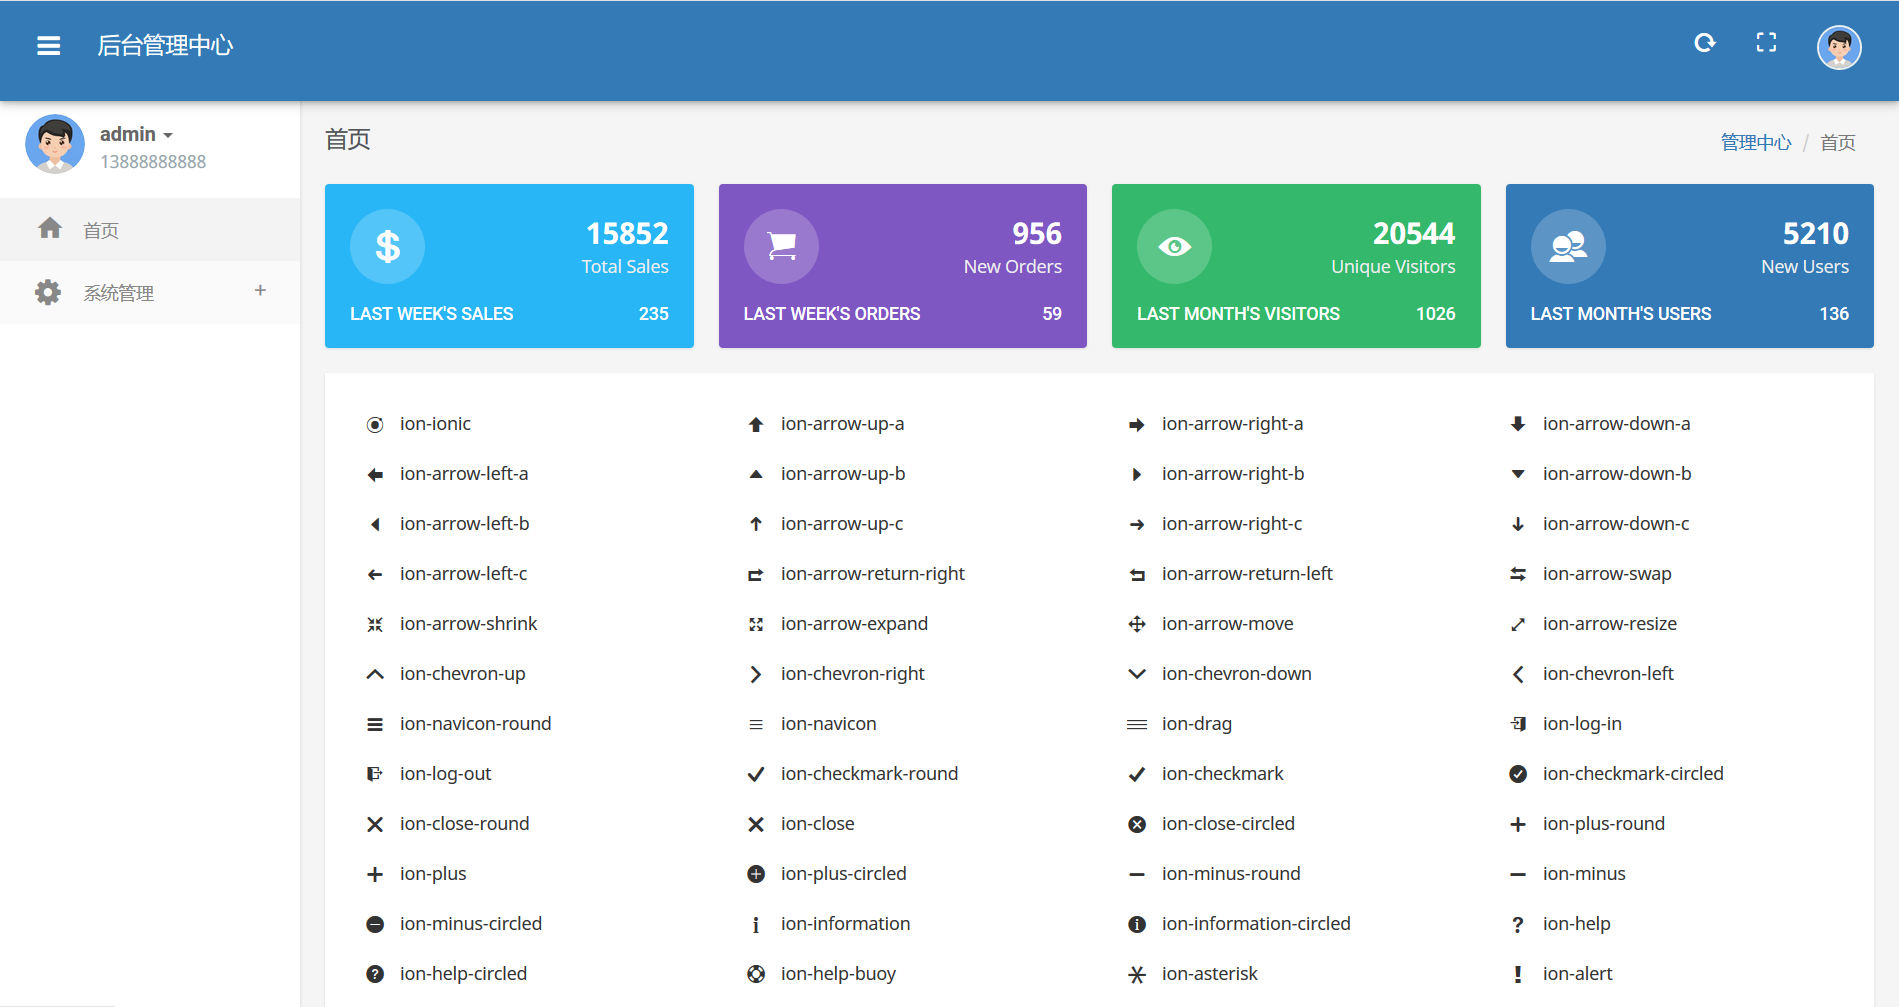 后台管理中心
admin
13888888888
首页
系统管理 +
首页
管理中心 / 首页
15852
Total Sales
LAST WEEK'S SALES 235
956
New Orders
LAST WEEK'S ORDERS 59
20544
Unique Visitors
LAST MONTH'S VISITORS 1026
5210
New Users
LAST MONTH'S USERS 136
ion-ionic ion-arrow-up-a ion-arrow-right-a ion-arrow-down-a
ion-arrow-left-a ion-arrow-up-b ion-arrow-right-b ion-arrow-down-b
ion-arrow-left-b ion-arrow-up-c ion-arrow-right-c ion-arrow-down-c
ion-arrow-left-c ion-arrow-return-right ion-arrow-return-left ion-arrow-swap
ion-arrow-shrink ion-arrow-expand ion-arrow-move ion-arrow-resize
ion-chevron-up ion-chevron-right ion-chevron-down ion-chevron-left
ion-navicon-round ion-navicon ion-drag ion-log-in
ion-log-out ion-checkmark-round ion-checkmark ion-checkmark-circled
ion-close-round ion-close ion-close-circled ion-plus-round
ion-plus ion-plus-circled ion-minus-round ion-minus
ion-minus-circled ion-information ion-information-circled ion-help
ion-help-circled ion-help-buoy ion-asterisk ion-alert